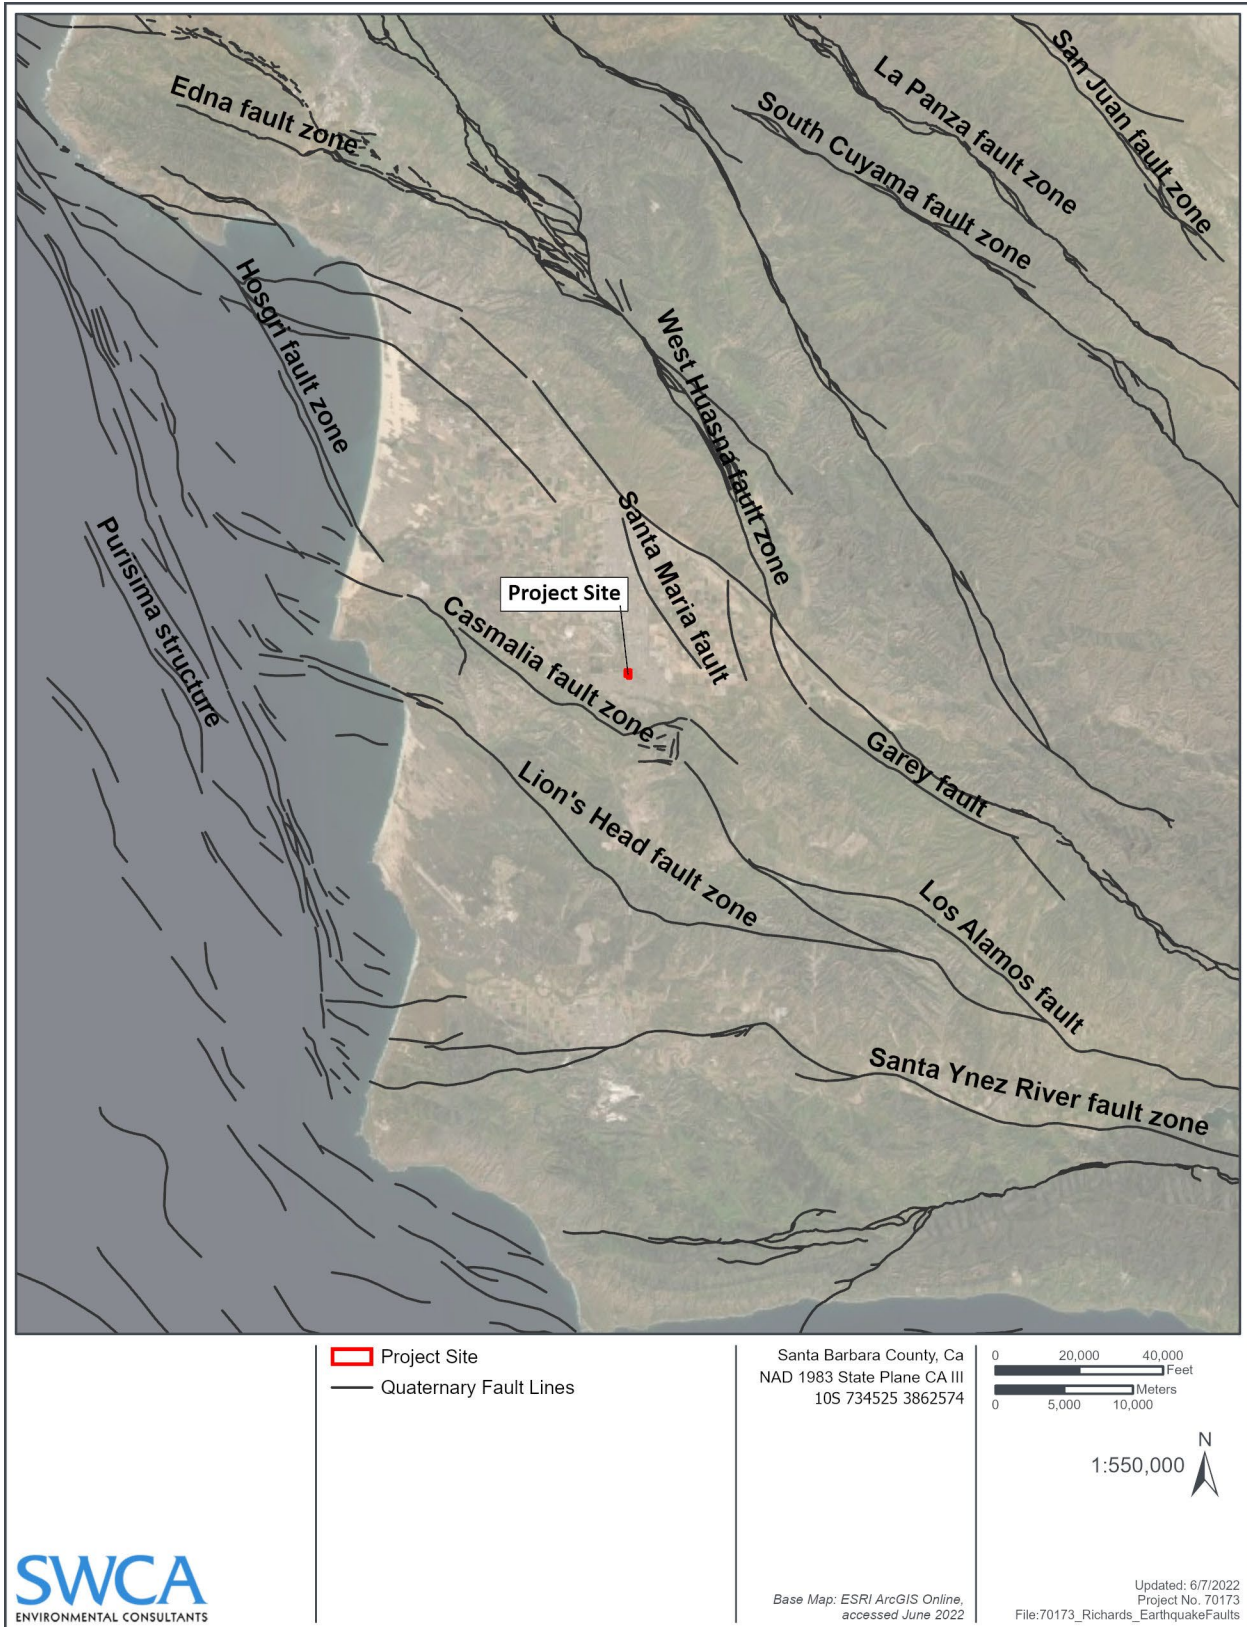 San Juan fault zone
La Panza fault zone
South Cuyama fault zone
Edna fault zone
Hosgri fault zone
West Huasna fault zone
Santa Maria fault
Purisima structure
Project Site
Casmalia fault zone
Garey fault
Lion's Head fault zone
Los Alamos fault
Santa Ynez River fault zone
Project Site
Quaternary Fault Lines
Santa Barbara County, Ca
NAD 1983 State Plane CA III
10S 734525 3862574
0 20,000 40,000
Feet
Meters
0 5,000 10,000
N
1:550,000
SWCA
ENVIRONMENTAL CONSULTANTS
Base Map: ESRI ArcGIS Online,
accessed June 2022
Updated: 6/7/2022
Project No. 70173
File:70173_Richards_EarthquakeFaults